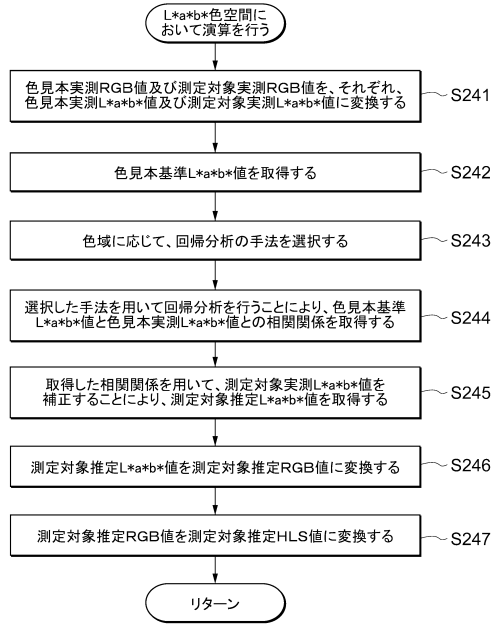 L*a*b*色空間に
おいて演算を行う
色見本実測RGB値及び測定対象実測RGB値を、それぞれ、
色見本実測L*a*b*値及び測定対象実測L*a*b*値に変換する
S241
色見本基準L*a*b*値を取得する
S242
色域に応じて、回帰分析の手法を選択する
S243
選択した手法を用いて回帰分析を行うことにより、色見本基準
L*a*b*値と色見本実測L*a*b*値との相関関係を取得する
S244
取得した相関関係を用いて、測定対象実測L*a*b*値を
補正することにより、測定対象推定L*a*b*値を取得する
S245
測定対象推定L*a*b*値を測定対象推定RGB値に変換する
S246
測定対象推定RGB値を測定対象推定HLS値に変換する
S247
リターン